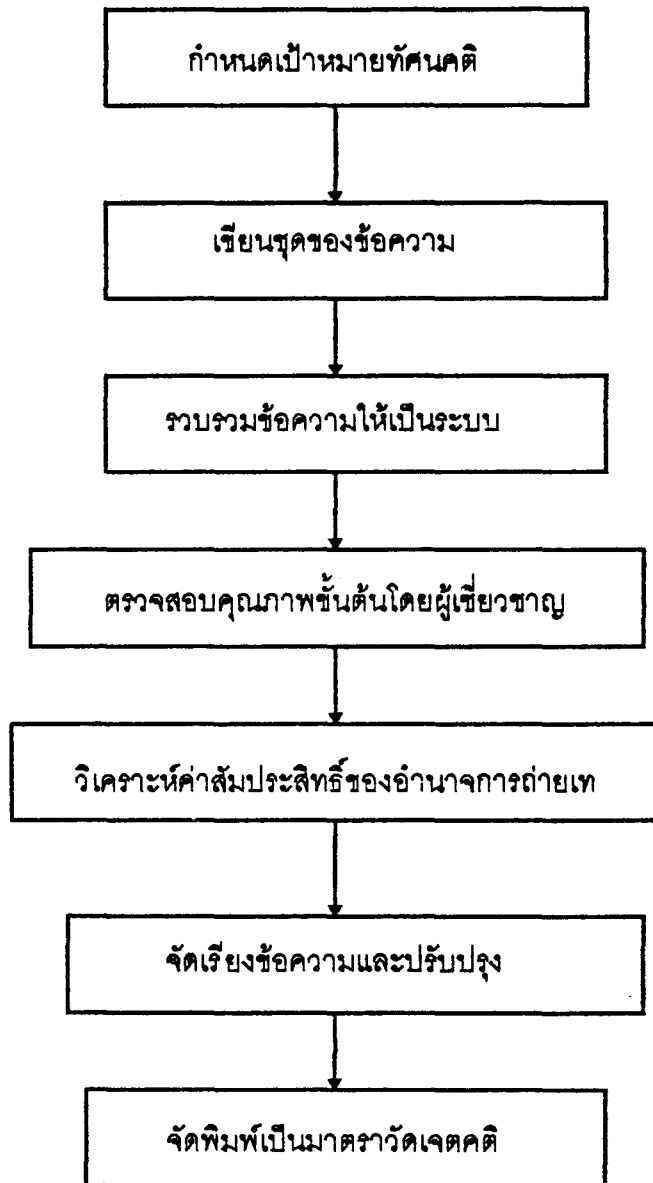 กำหนดเป้าหมายทัศนคติ
เขียนชุดของข้อความ
รวบรวมข้อความให้เป็นระบบ
ตรวจสอบคุณภาพขั้นต้นโดยผู้เชี่ยวชาญ
วิเคราะห์ค่าสัมประสิทธิ์ของอำนาจการถ่ายเท
จัดเรียงข้อความและปรับปรุง
จัดพิมพ์เป็นมาตราวัดเจตคติ